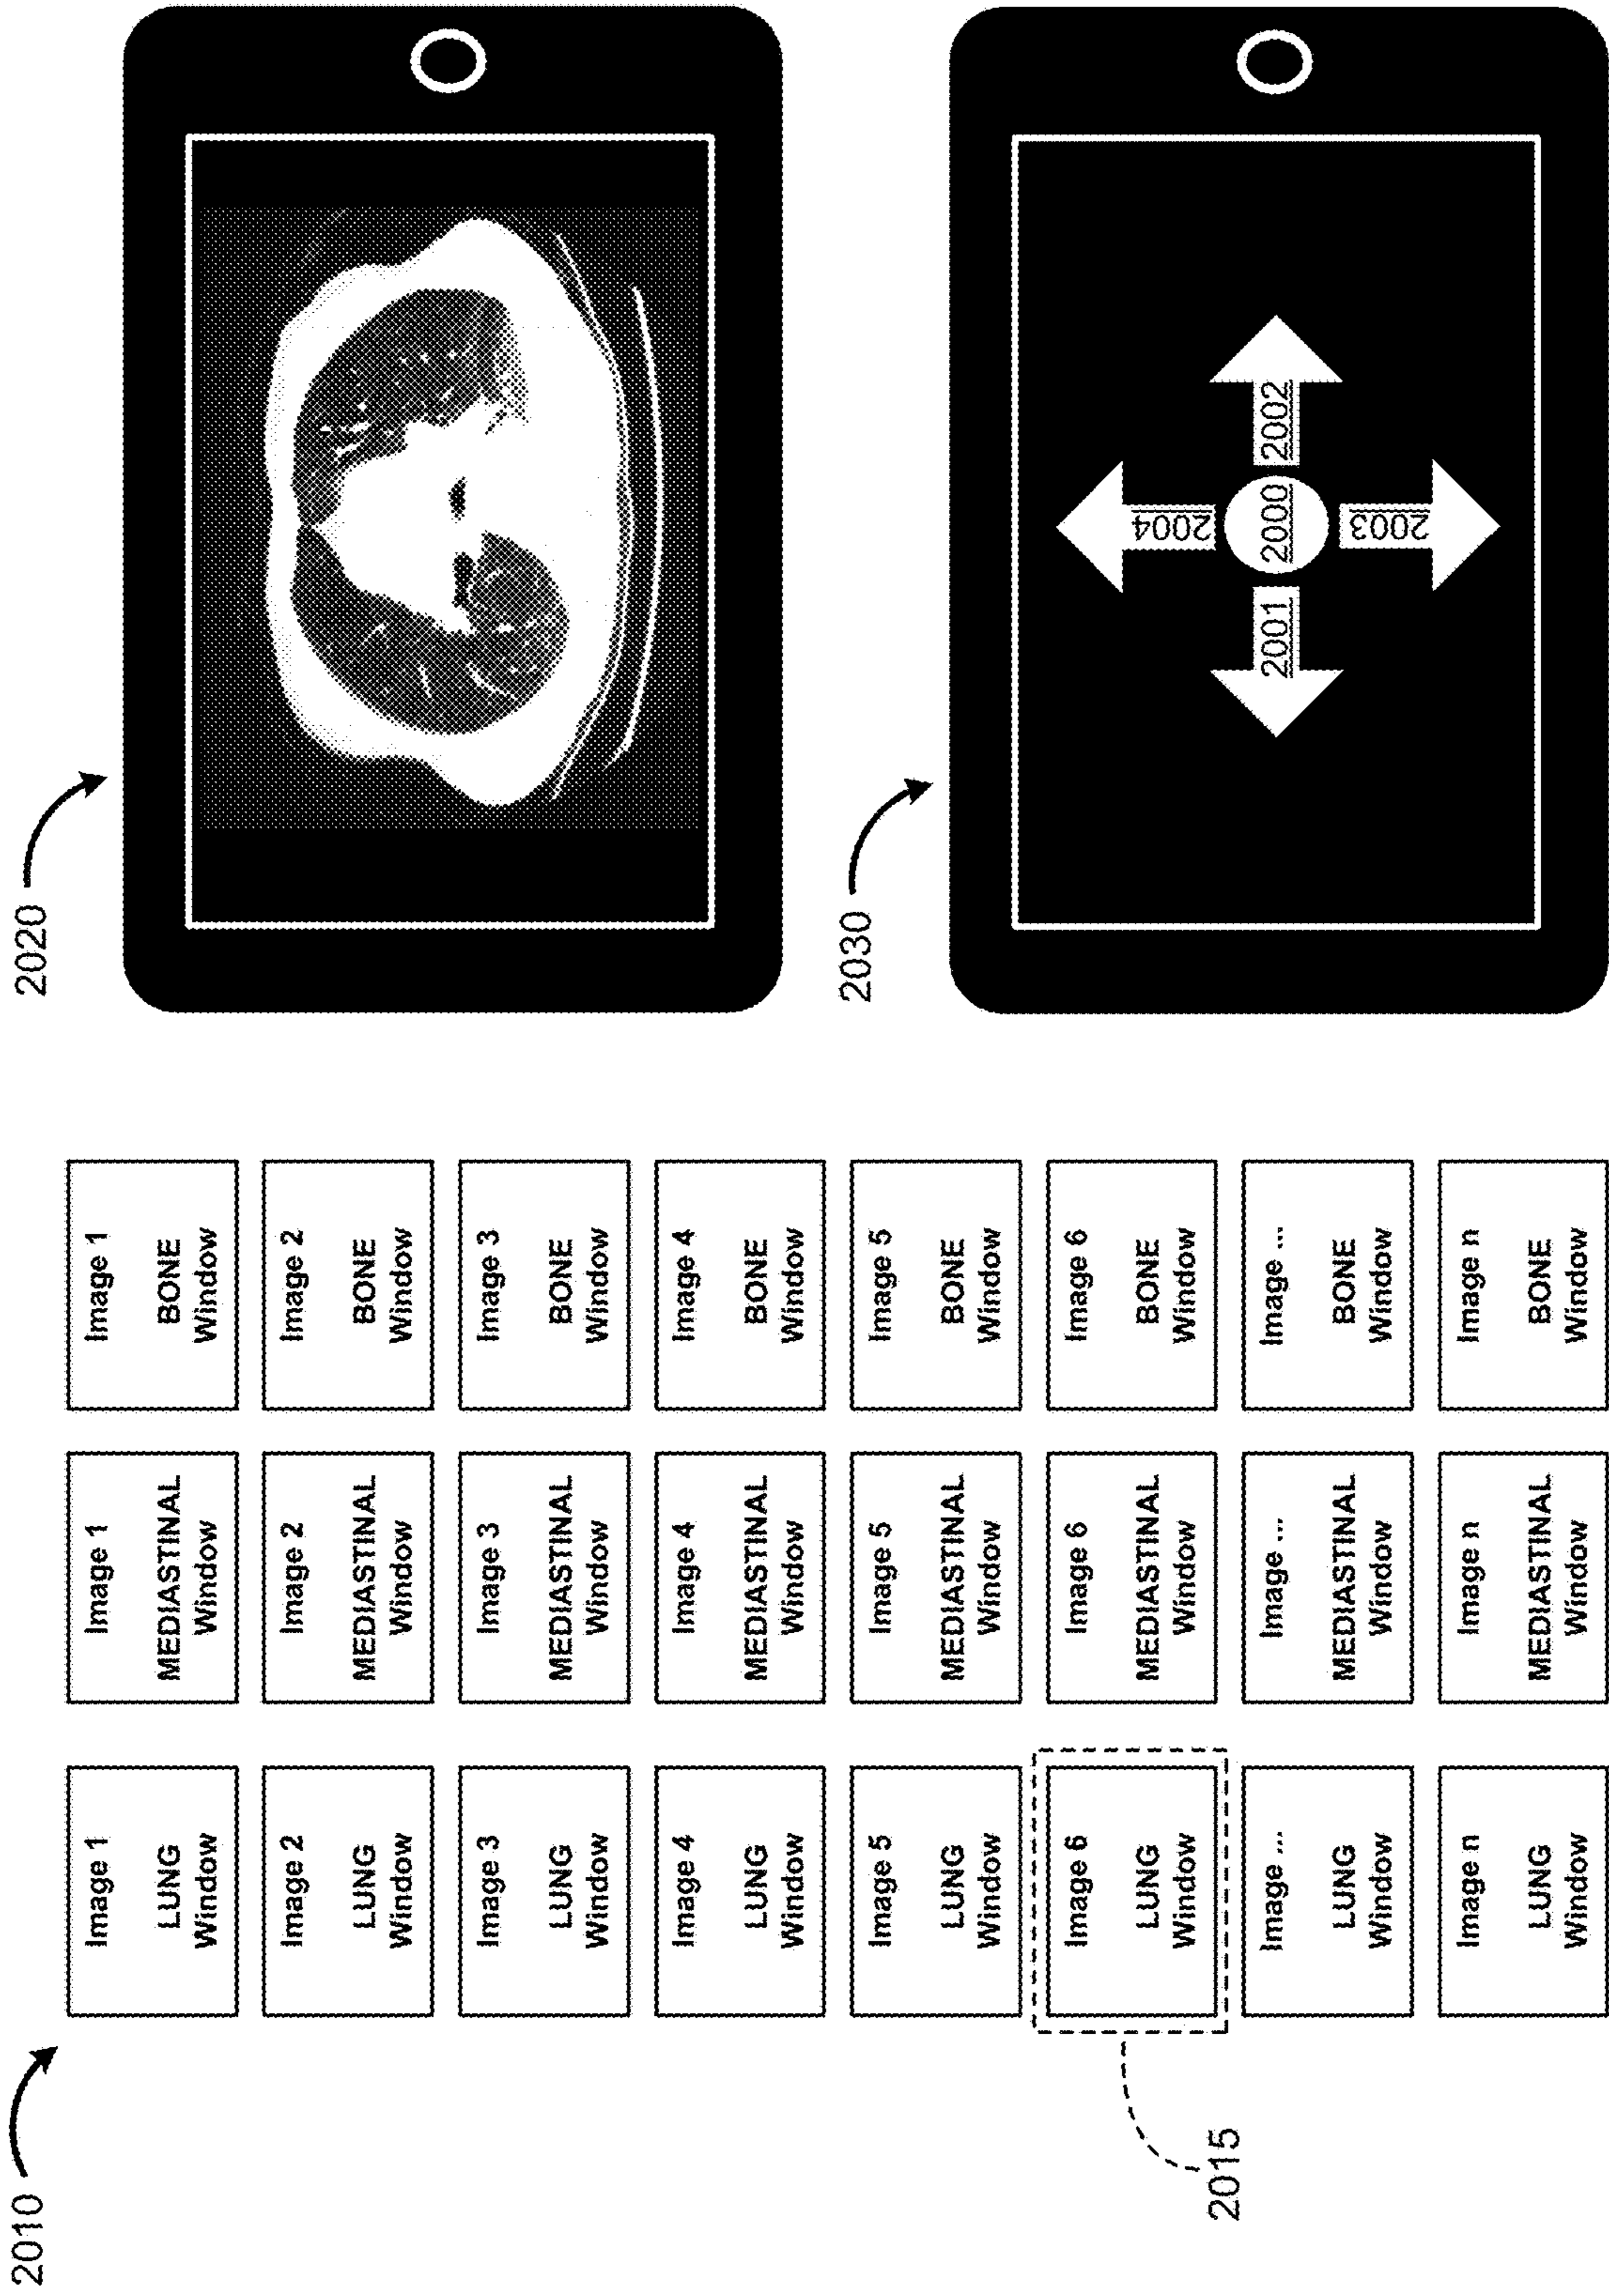 2010
Image 1
LUNG
Window
Image 1
MEDIASTINAL
Window
Image 1
BONE
Window
Image 2
LUNG
Window
Image 2
MEDIASTINAL
Window
Image 2
BONE
Window
Image 3
LUNG
Window
Image 3
MEDIASTINAL
Window
Image 3
BONE
Window
Image 4
LUNG
Window
Image 4
MEDIASTINAL
Window
Image 4
BONE
Window
Image 5
LUNG
Window
Image 5
MEDIASTINAL
Window
Image 5
BONE
Window
2015
Image 6
LUNG
Window
Image 6
MEDIASTINAL
Window
Image 6
BONE
Window
Image ...
LUNG
Window
Image ...
MEDIASTINAL
Window
Image ...
BONE
Window
Image n
LUNG
Window
Image n
MEDIASTINAL
Window
Image n
BONE
Window
2020
2030
2004
2001
2000
2002
2003